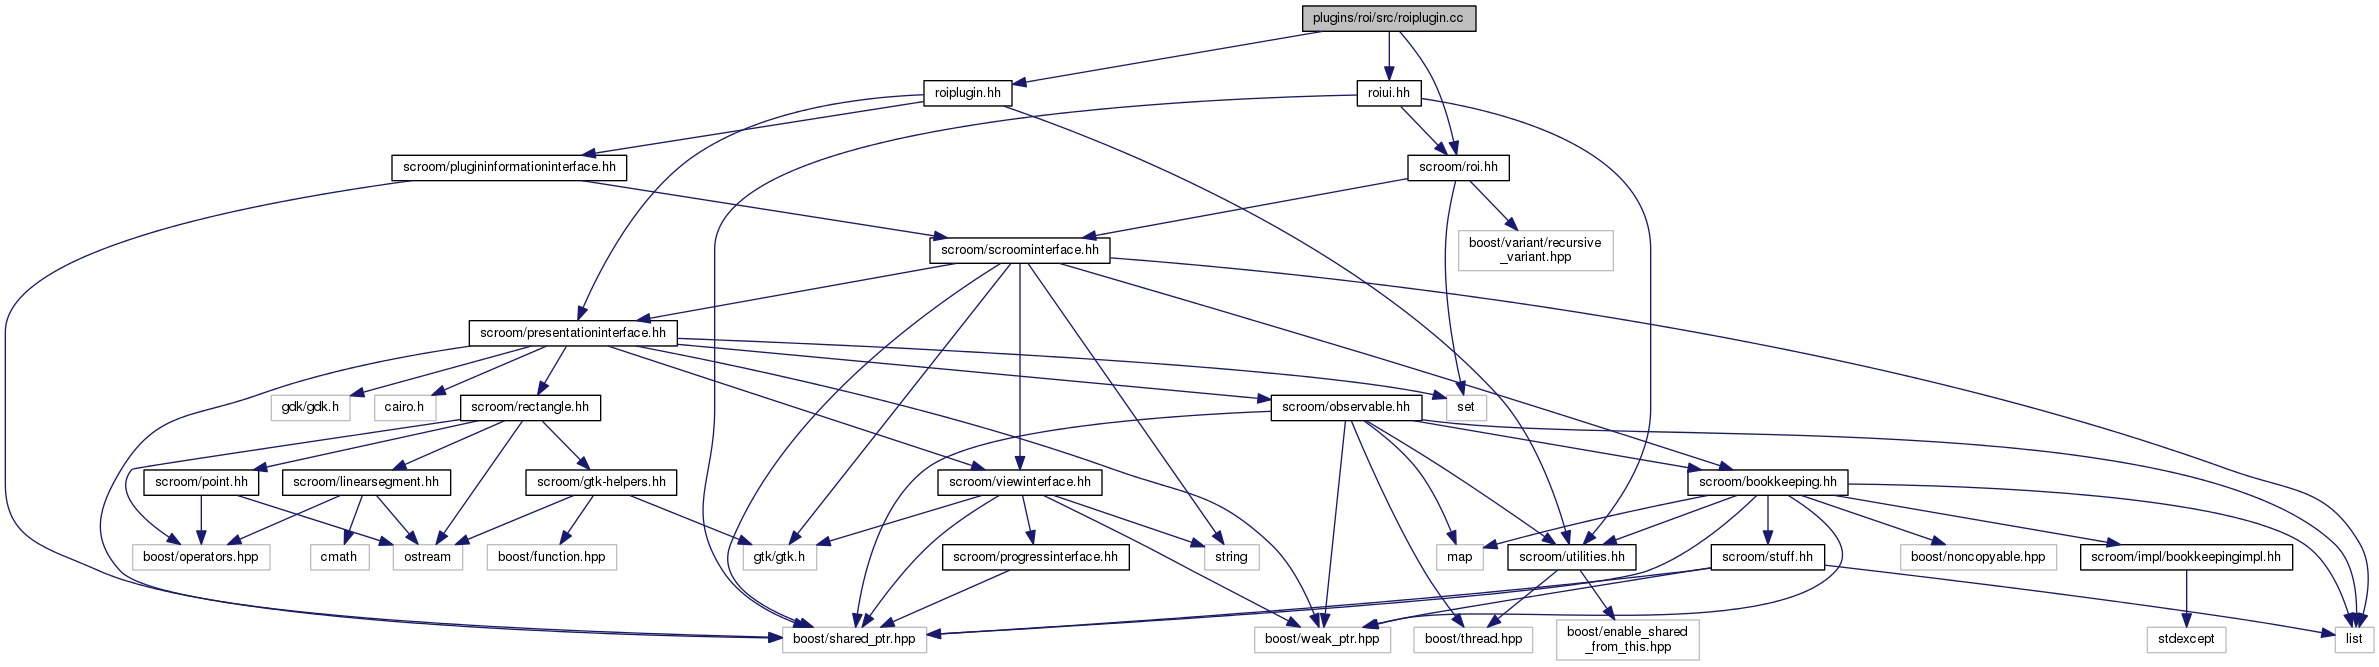 plugins/roi/src/roiplugin.cc
roiplugin.hh
roiui.hh
scroom/plugininformationinterface.hh
scroom/roi.hh
scroom/scroominterface.hh
boost/variant/recursive
_variant.hpp
scroom/presentationinterface.hh
gdk/gdk.h
cairo.h
scroom/rectangle.hh
scroom/observable.hh
set
scroom/point.hh
scroom/linearsegment.hh
scroom/gtk-helpers.hh
scroom/viewinterface.hh
scroom/bookkeeping.hh
boost/operators.hpp
cmath
ostream
boost/function.hpp
gtk/gtk.h
scroom/progressinterface.hh
string
map
scroom/utilities.hh
scroom/stuff.hh
boost/noncopyable.hpp
scroom/impl/bookkeepingimpl.hh
boost/shared_ptr.hpp
boost/weak_ptr.hpp
boost/thread.hpp
boost/enable_shared
_from_this.hpp
stdexcept
list